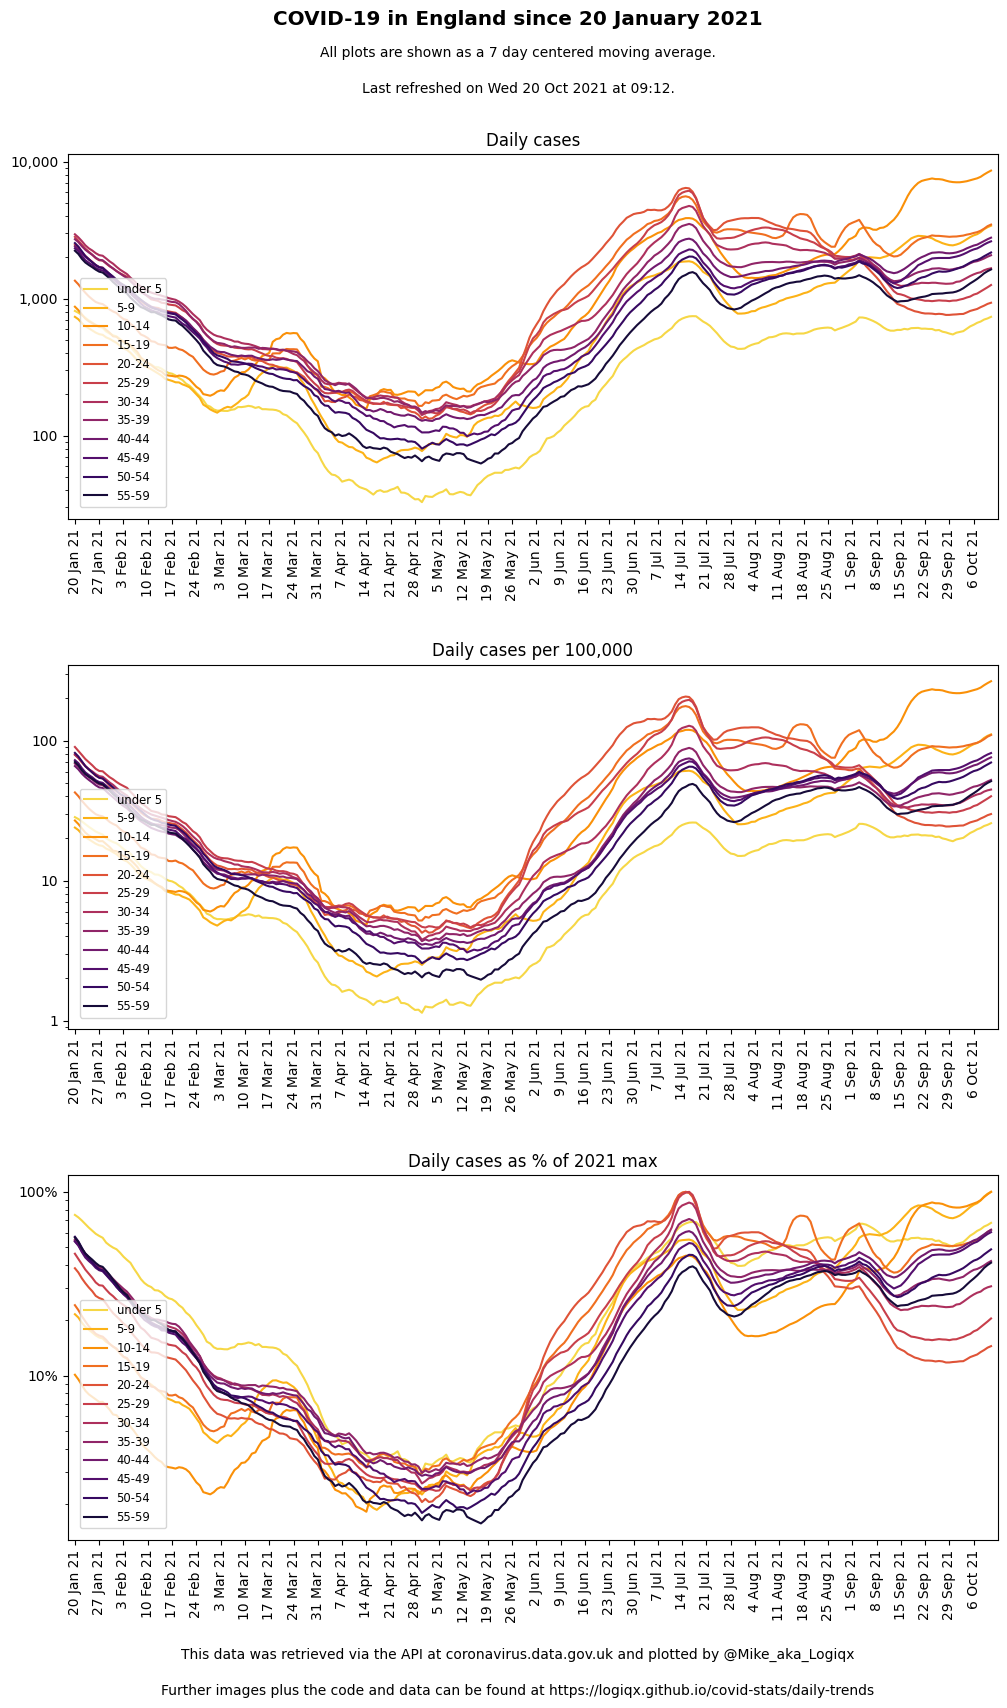 COVID-19 in England since 20 January 2021
All plots are shown as a 7 day centered moving average.
Last refreshed on Wed 20 Oct 2021 at 09:12.
Daily cases
10,000
1,000
100
under 5
5-9
10-14
15-19
20-24
25-29
30-34
35-39
40-44
45-49
50-54
55-59
20 Jan 21
27 Jan 21
3 Feb 21
10 Feb 21
17 Feb 21
24 Feb 21
3 Mar 21
10 Mar 21
17 Mar 21
24 Mar 21
31 Mar 21
7 Apr 21
14 Apr 21
21 Apr 21
28 Apr 21
5 May 21
12 May 21
19 May 21
26 May 21
2 Jun 21
9 Jun 21
16 Jun 21
23 Jun 21
30 Jun 21
7 Jul 21
14 Jul 21
21 Jul 21
28 Jul 21
4 Aug 21
11 Aug 21
18 Aug 21
25 Aug 21
1 Sep 21
8 Sep 21
15 Sep 21
22 Sep 21
29 Sep 21
6 Oct 21
Daily cases per 100,000
100
10
1
under 5
5-9
10-14
15-19
20-24
25-29
30-34
35-39
40-44
45-49
50-54
55-59
20 Jan 21
27 Jan 21
3 Feb 21
10 Feb 21
17 Feb 21
24 Feb 21
3 Mar 21
10 Mar 21
17 Mar 21
24 Mar 21
31 Mar 21
7 Apr 21
14 Apr 21
21 Apr 21
28 Apr 21
5 May 21
12 May 21
19 May 21
26 May 21
2 Jun 21
9 Jun 21
16 Jun 21
23 Jun 21
30 Jun 21
7 Jul 21
14 Jul 21
21 Jul 21
28 Jul 21
4 Aug 21
11 Aug 21
18 Aug 21
25 Aug 21
1 Sep 21
8 Sep 21
15 Sep 21
22 Sep 21
29 Sep 21
6 Oct 21
Daily cases as % of 2021 max
100%
10%
under 5
5-9
10-14
15-19
20-24
25-29
30-34
35-39
40-44
45-49
50-54
55-59
20 Jan 21
27 Jan 21
3 Feb 21
10 Feb 21
17 Feb 21
24 Feb 21
3 Mar 21
10 Mar 21
17 Mar 21
24 Mar 21
31 Mar 21
7 Apr 21
14 Apr 21
21 Apr 21
28 Apr 21
5 May 21
12 May 21
19 May 21
26 May 21
2 Jun 21
9 Jun 21
16 Jun 21
23 Jun 21
30 Jun 21
7 Jul 21
14 Jul 21
21 Jul 21
28 Jul 21
4 Aug 21
11 Aug 21
18 Aug 21
25 Aug 21
1 Sep 21
8 Sep 21
15 Sep 21
22 Sep 21
29 Sep 21
6 Oct 21
This data was retrieved via the API at coronavirus.data.gov.uk and plotted by @Mike_aka_Logiqx
Further images plus the code and data can be found at https://logiqx.github.io/covid-stats/daily-trends